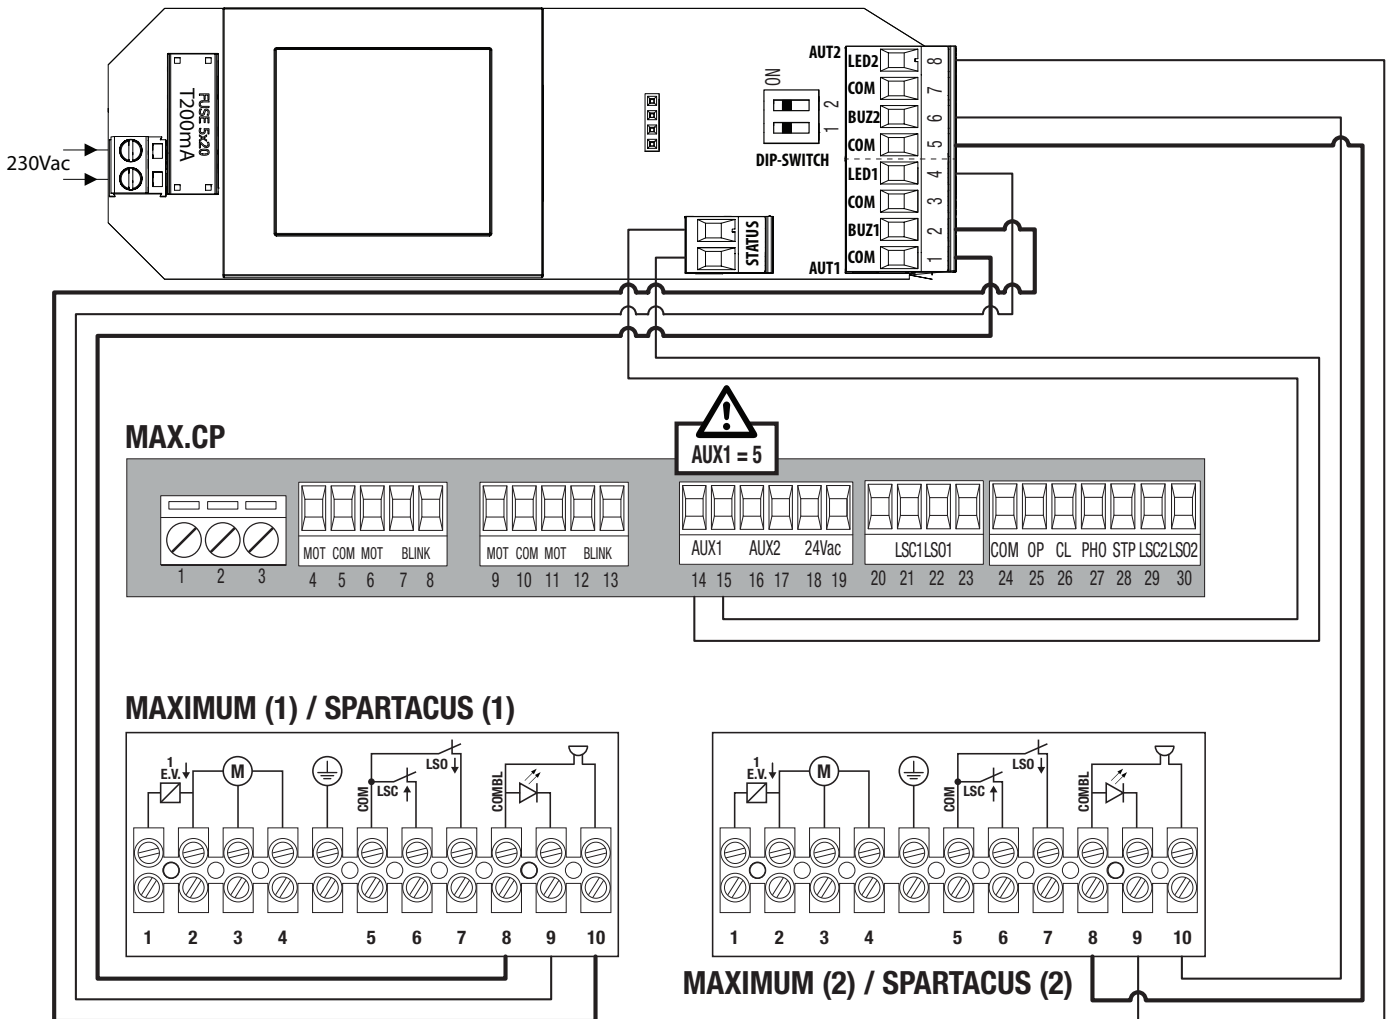 230Vac
FUSE 5x20
T200mA
ON
1 2
DIP-SWITCH
STATUS
AUT2
LED2 8
COM 7
BUZ2 6
COM 5
LED1 4
COM 3
BUZ1 2
COM 1
AUT1
MAX.CP
AUX1 = 5
MOT COM MOT BLINK
MOT COM MOT BLINK
AUX1 AUX2 24Vac
LSC1 LSO1
COM OP CL PHO STP LSC2 LSO2
1 2 3 4 5 6 7 8 9 10 11 12 13 14 15 16 17 18 19 20 21 22 23 24 25 26 27 28 29 30
MAXIMUM (1) / SPARTACUS (1)
1
E.V.
M
COM
LSC
LSO
COMBL
1 2 3 4 5 6 7 8 9 10
1
E.V.
M
COM
LSC
LSO
COMBL
1 2 3 4 5 6 7 8 9 10
MAXIMUM (2) / SPARTACUS (2)